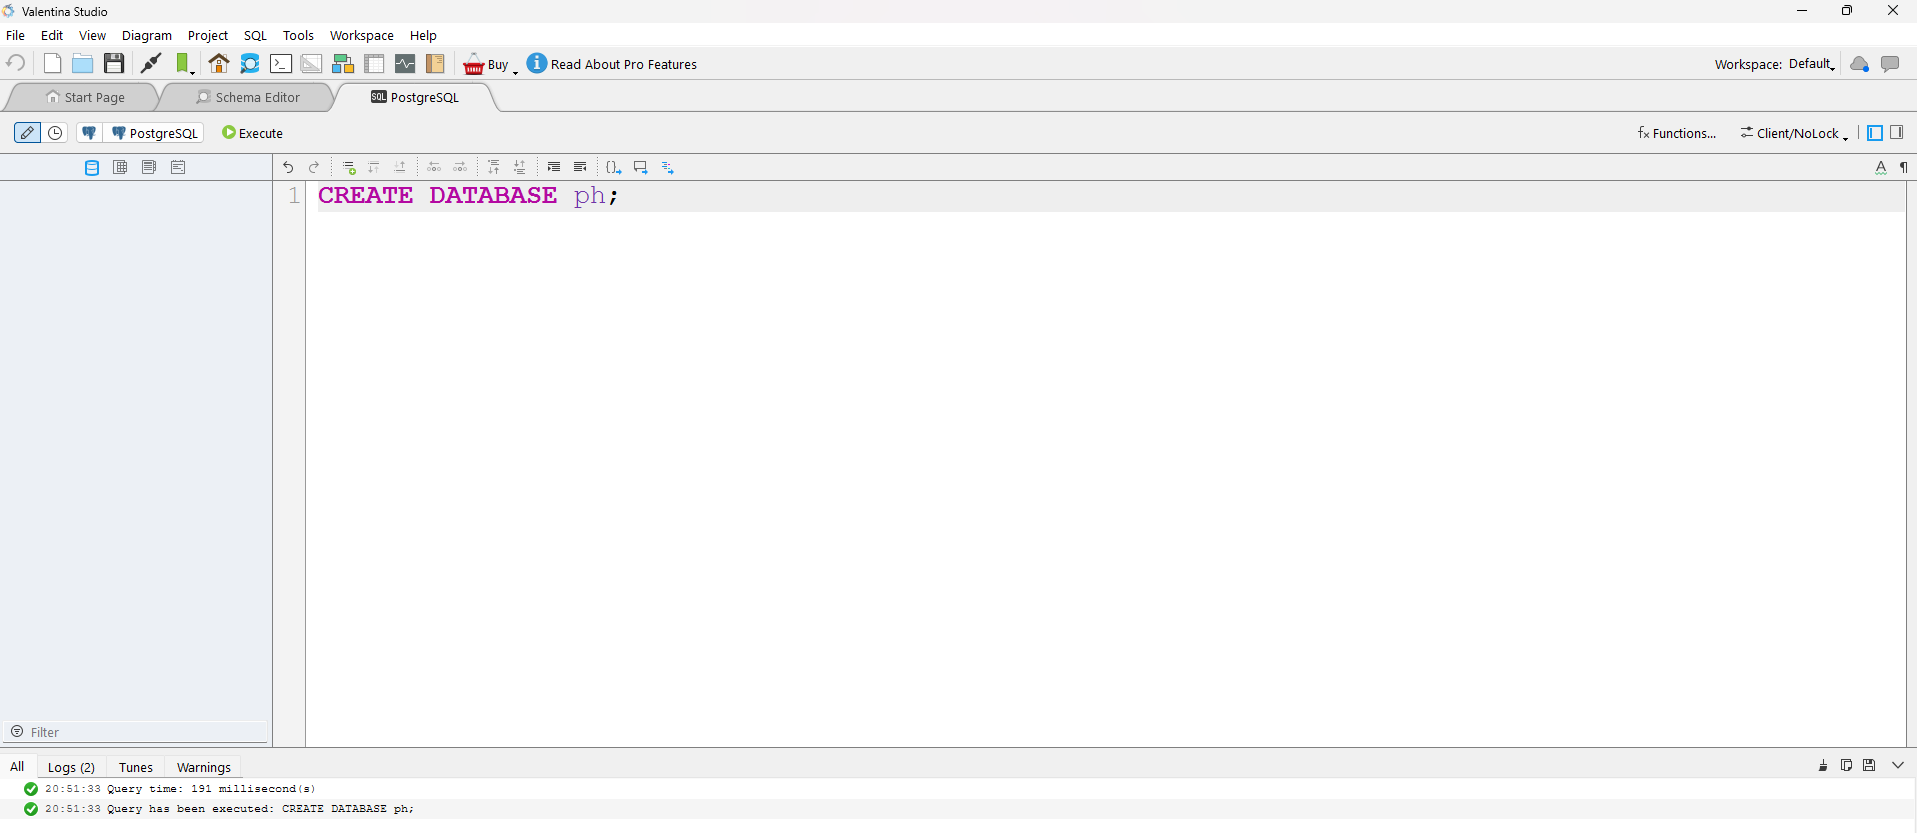 Valentina Studio
File Edit View Diagram Project SQL Tools Workspace Help
Buy Read About Pro Features Workspace: Default
Start Page Schema Editor SQL PostgreSQL
PostgreSQL Execute fx Functions... Client/NoLock
1 CREATE DATABASE ph;
Filter
All Logs (2) Tunes Warnings
20:51:33 Query time: 191 millisecond(s)
20:51:33 Query has been executed: CREATE DATABASE ph;